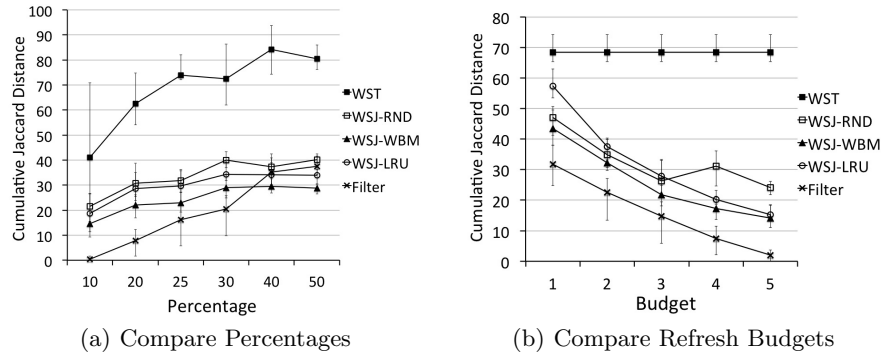 100
90
80
70
60
50
40
30
20
10
0
Cumulative Jaccard Distance
10 20 25 30 40 50
Percentage
WST
WSJ-RND
WSJ-WBM
WSJ-LRU
Filter
(a) Compare Percentages
80
70
60
50
40
30
20
10
0
Cumulative Jaccard Distance
1 2 3 4 5
Budget
WST
WSJ-RND
WSJ-WBM
WSJ-LRU
Filter
(b) Compare Refresh Budgets